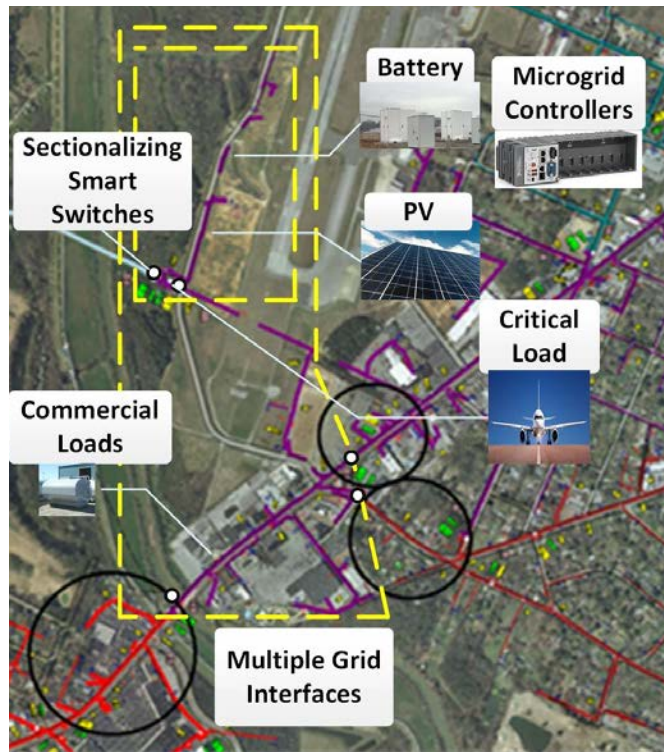 Battery
Microgrid
Controllers
Sectionalizing
Smart
Switches
PV
Critical
Load
Commercial
Loads
Multiple Grid
Interfaces